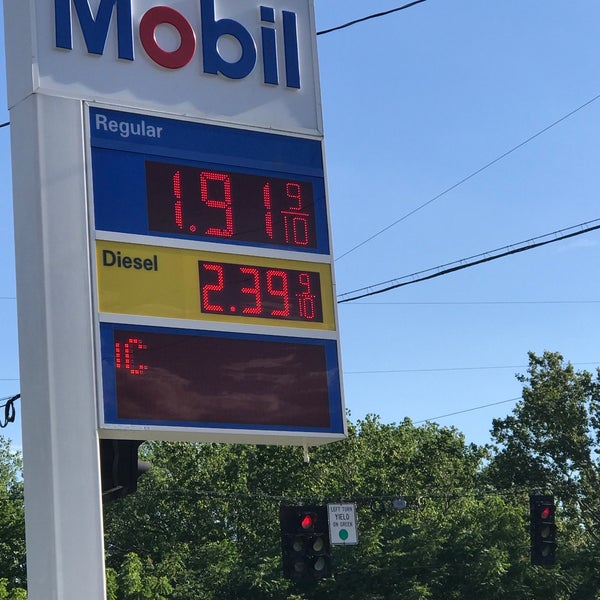 Mobil
Regular
1.91 9/10
Diesel
2.39 9/10
LEFT TURN
YIELD
ON GREEN